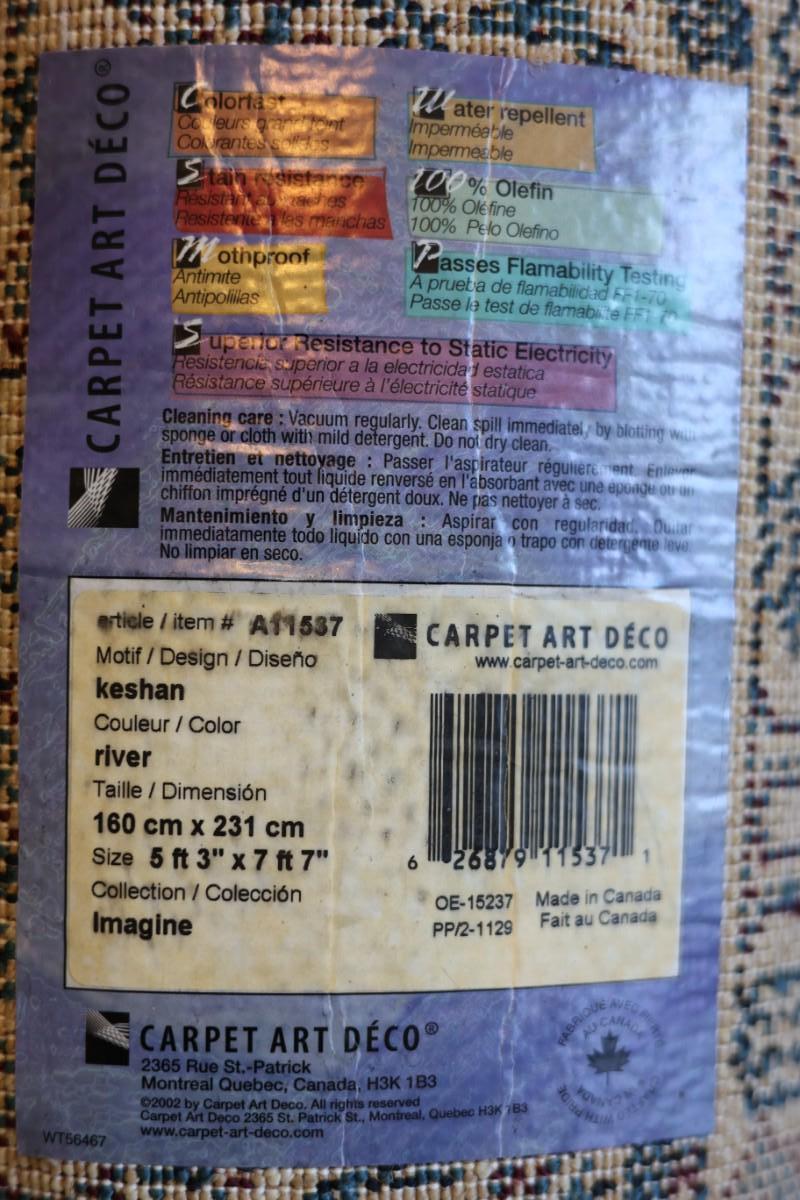 CARPET ART DÉCO®
Colorfast
Couleurs grand teint
Colorantes solides
Water repellent
Imperméable
Impermeable
Stain resistance
Résistant aux taches
Resistente a las manchas
100% Olefin
100% Oléfine
100% Pelo Olefino
Mothproof
Antimite
Antipolillas
Passes Flamability Testing
A prueba de flamabilidad FF1-70
Passe le test de flamabilité FF1-70
Superior Resistance to Static Electricity
Resistencia superior a la electricidad estatica
Résistance supérieure à l'électricité statique
Cleaning care : Vacuum regularly. Clean spill immediately by blotting with
sponge or cloth with mild detergent. Do not dry clean.
Entretien et nettoyage : Passer l'aspirateur régulièrement. Enlever
immédiatement tout liquide renversé en l'absorbant avec une éponge ou un
chiffon imprégné d'un détergent doux. Ne pas nettoyer à sec.
Mantenimiento y limpieza : Aspirar con regularidad. Quitar
immediatamente todo liquido con una esponja o trapo con detergente leve.
No limpiar en seco.
article / item # A11537
Motif / Design / Diseño
keshan
Couleur / Color
river
Taille / Dimensión
160 cm x 231 cm
Size 5 ft 3" x 7 ft 7"
Collection / Colección
Imagine
CARPET ART DÉCO
www.carpet-art-deco.com
6 26879 11537 1
OE-15237 Made in Canada
PP/2-1129 Fait au Canada
CARPET ART DÉCO®
2365 Rue St.-Patrick
Montreal Quebec, Canada, H3K 1B3
©2002 by Carpet Art Deco. All rights reserved
Carpet Art Deco 2365 St. Patrick St., Montreal, Quebec H3K 1B3
www.carpet-art-deco.com
WT56467
FABRIQUÉ AVEC FIERTÉ
AU CANADA
WITH PRIDE